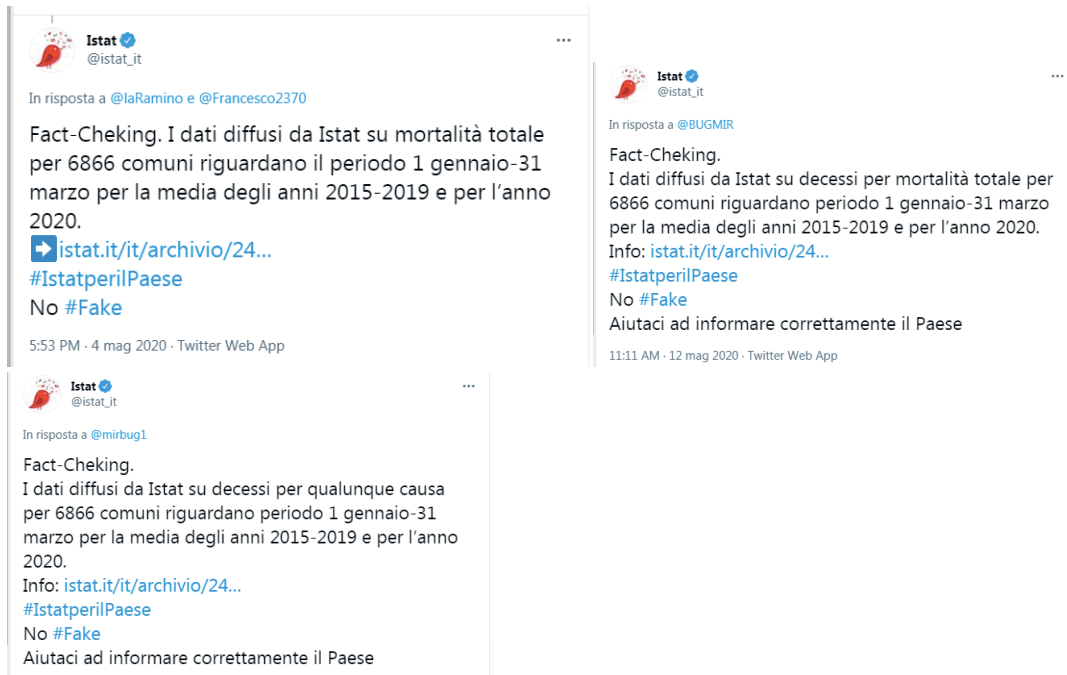 Istat
@istat_it
In risposta a @laRamino e @Francesco2370
Fact-Cheking. I dati diffusi da Istat su mortalità totale
per 6866 comuni riguardano il periodo 1 gennaio-31
marzo per la media degli anni 2015-2019 e per l'anno
2020.
istat.it/it/archivio/24...
#IstatperilPaese
No #Fake
5:53 PM · 4 mag 2020 · Twitter Web App
Istat
@istat_it
In risposta a @BUGMIR
Fact-Cheking.
I dati diffusi da Istat su decessi per mortalità totale per
6866 comuni riguardano periodo 1 gennaio-31 marzo
per la media degli anni 2015-2019 e per l'anno 2020.
Info: istat.it/it/archivio/24...
#IstatperilPaese
No #Fake
Aiutaci ad informare correttamente il Paese
11:11 AM · 12 mag 2020 · Twitter Web App
Istat
@istat_it
In risposta a @mirbug1
Fact-Cheking.
I dati diffusi da Istat su decessi per qualunque causa
per 6866 comuni riguardano periodo 1 gennaio-31
marzo per la media degli anni 2015-2019 e per l'anno
2020.
Info: istat.it/it/archivio/24...
#IstatperilPaese
No #Fake
Aiutaci ad informare correttamente il Paese